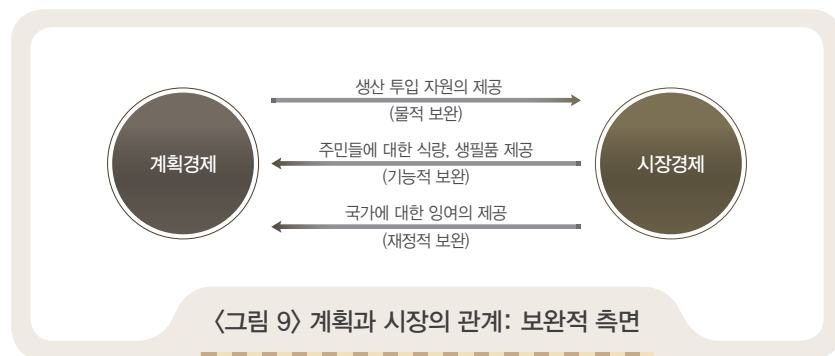 생산 투입 자원의 제공
(물적 보완)
계획경제
주민들에 대한 식량, 생필품 제공
(기능적 보완)
시장경제
국가에 대한 잉여의 제공
(재정적 보완)
〈그림 9〉 계획과 시장의 관계: 보완적 측면